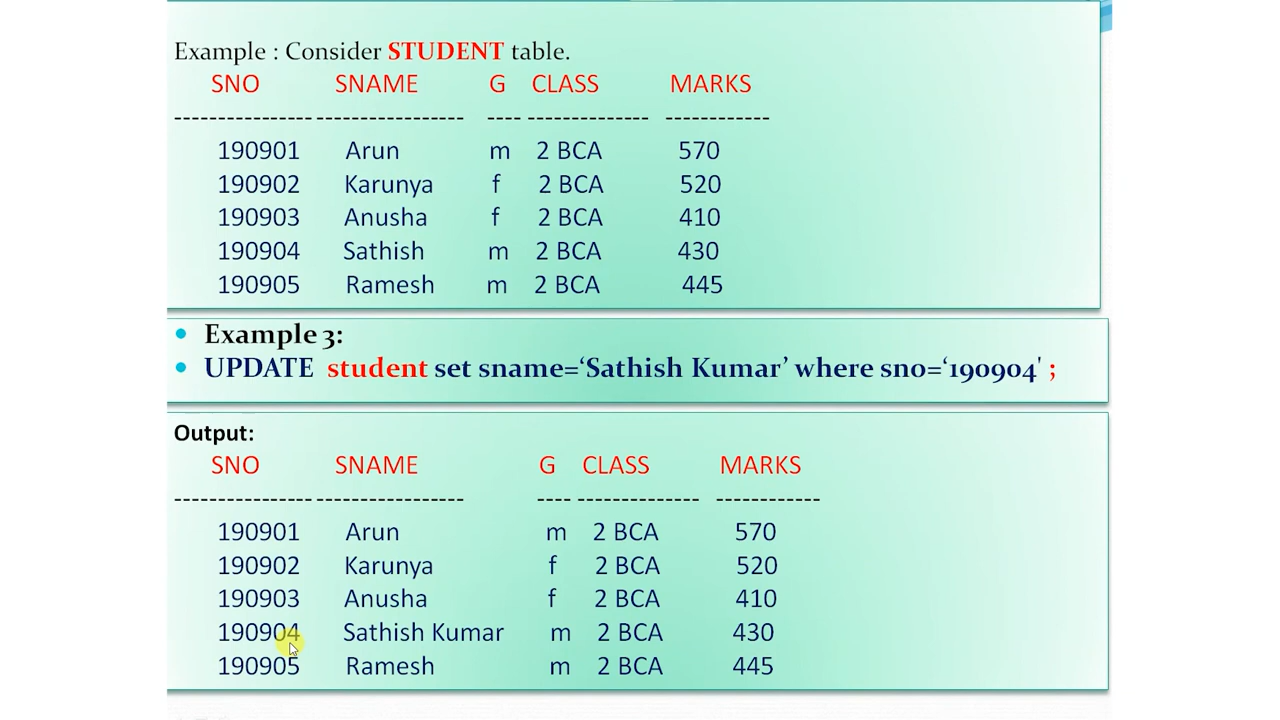 Example : Consider STUDENT table.
SNO SNAME G CLASS MARKS
---------------- ----------------- ---- -------------- ------------
190901 Arun m 2 BCA 570
190902 Karunya f 2 BCA 520
190903 Anusha f 2 BCA 410
190904 Sathish m 2 BCA 430
190905 Ramesh m 2 BCA 445
• Example 3:
• UPDATE student set sname=‘Sathish Kumar’ where sno=‘190904' ;
Output:
SNO SNAME G CLASS MARKS
---------------- ----------------- ---- -------------- ------------
190901 Arun m 2 BCA 570
190902 Karunya f 2 BCA 520
190903 Anusha f 2 BCA 410
190904 Sathish Kumar m 2 BCA 430
190905 Ramesh m 2 BCA 445